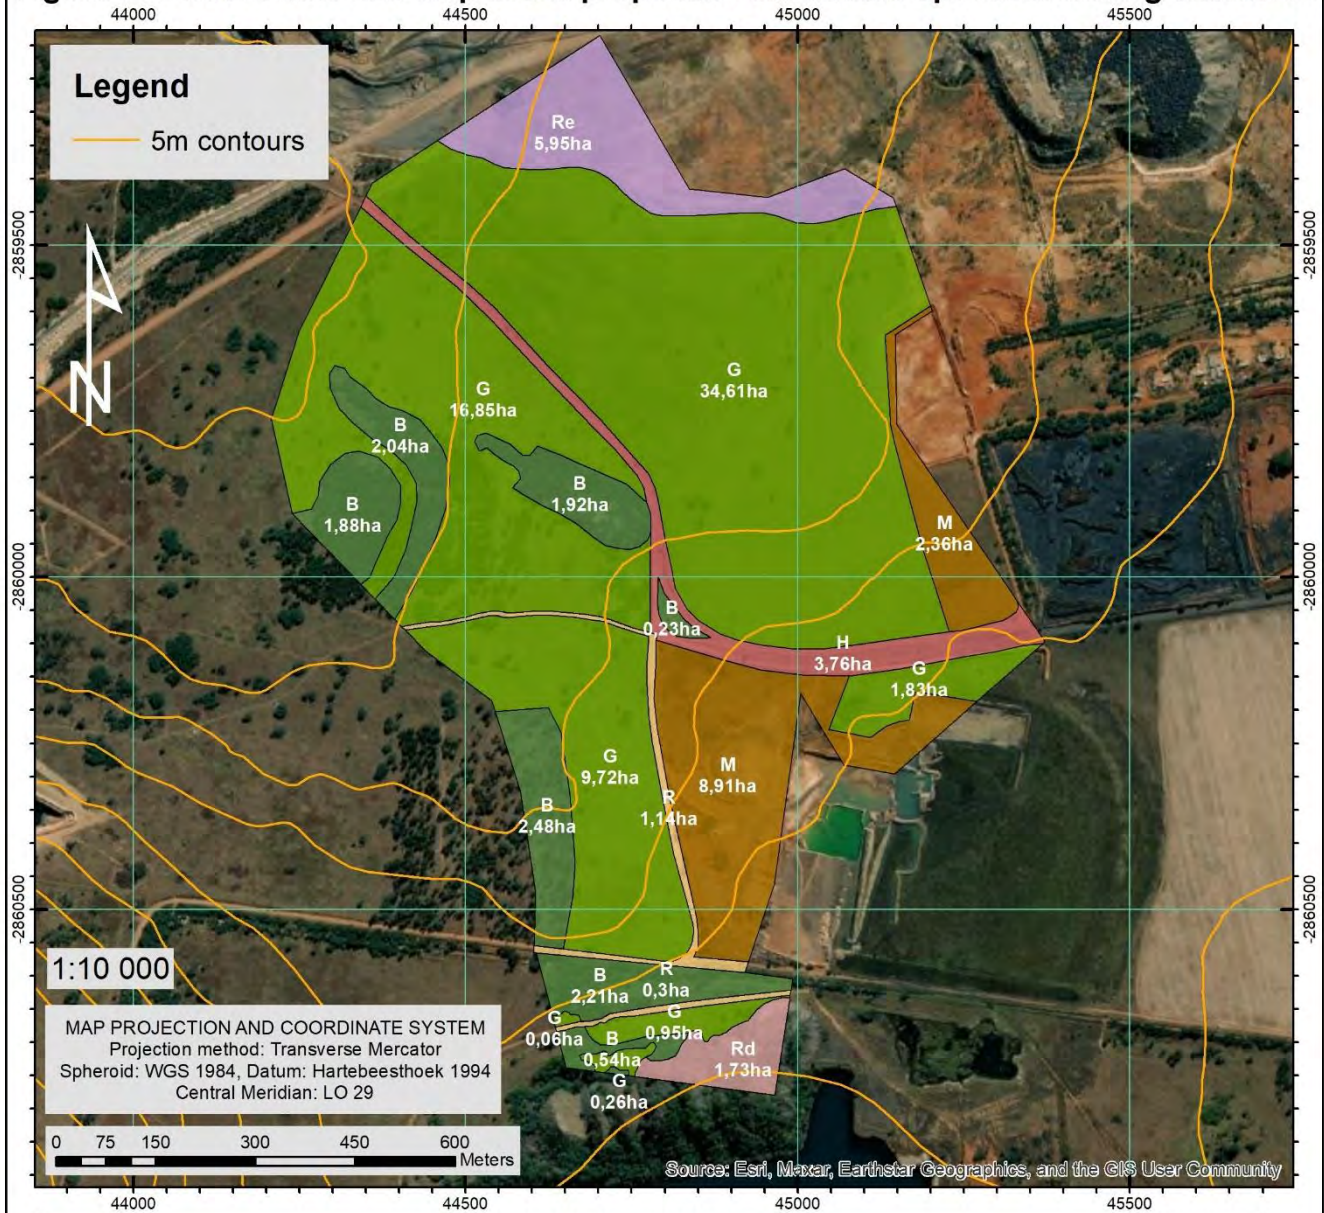 44000 44500 45000 45500
Legend
5m contours
Re
5,95ha
-2859500
-2859500
N
G
34,61ha
G
16,85ha
B
2,04ha
B
1,88ha
B
1,92ha
M
2,36ha
-2860000
-2860000
B
0,23ha
H
3,76ha
G
1,83ha
G
9,72ha
M
8,91ha
R
1,14ha
B
2,48ha
-2860500
-2860500
1:10 000
B
2,21ha
R
0,3ha
G
0,06ha
G
0,95ha
B
0,54ha
Rd
1,73ha
G
0,26ha
MAP PROJECTION AND COORDINATE SYSTEM
Projection method: Transverse Mercator
Spheroid: WGS 1984, Datum: Hartebeesthoek 1994
Central Meridian: LO 29
0 75 150 300 450 600
Meters
Source: Esri, Maxar, Earthstar Geographics, and the GIS User Community
44000 44500 45000 45500